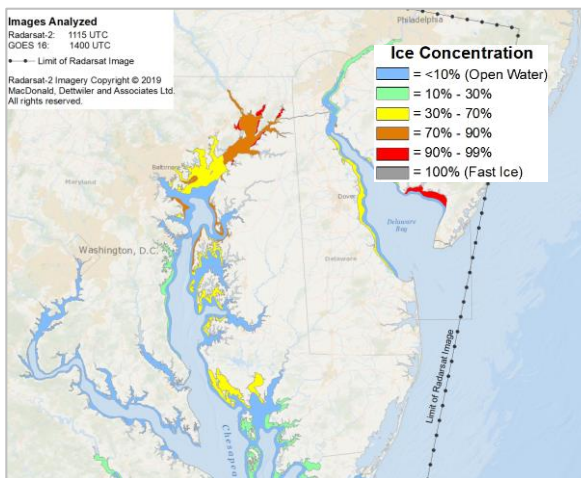 Images Analyzed
Radarsat-2: 1115 UTC
GOES 16: 1400 UTC
Limit of Radarsat Image
Radarsat-2 Imagery Copyright © 2019
MacDonald, Dettwiler and Associates Ltd.
All rights reserved.
Philadelphia
Ice Concentration
= <10% (Open Water)
= 10% - 30%
= 30% - 70%
= 70% - 90%
= 90% - 99%
= 100% (Fast Ice)
Baltimore
Maryland
Dover
Delaware
Bay
Washington, D.C.
Delaware
Limit of Radarsat Image
Chesapea